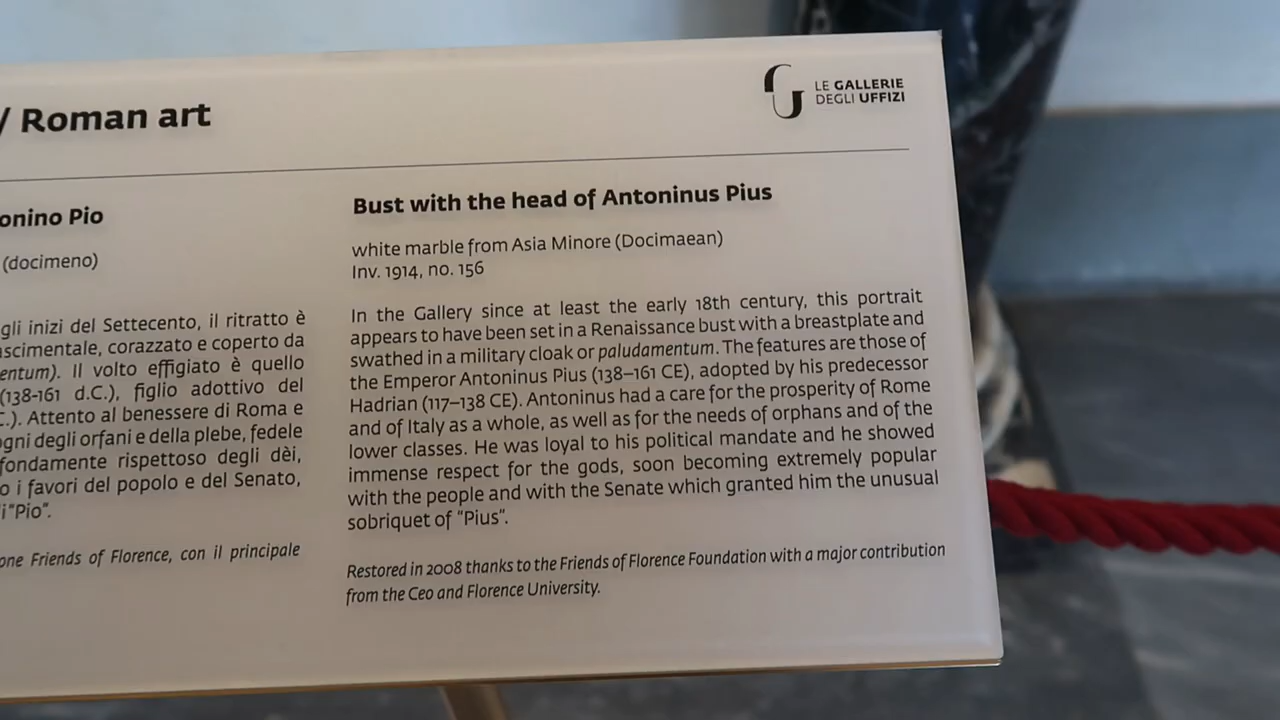 / Roman art
LE GALLERIE
DEGLI UFFIZI
onino Pio
(docimeno)
gli inizi del Settecento, il ritratto è
ascimentale, corazzato e coperto da
entum). Il volto effigiato è quello
(138-161 d.C.), figlio adottivo del
C.). Attento al benessere di Roma e
ogni degli orfani e della plebe, fedele
fondamente rispettoso degli dèi,
o i favori del popolo e del Senato,
i "Pio".
one Friends of Florence, con il principale
Bust with the head of Antoninus Pius
white marble from Asia Minore (Docimaean)
Inv. 1914, no. 156
In the Gallery since at least the early 18th century, this portrait
appears to have been set in a Renaissance bust with a breastplate and
swathed in a military cloak or paludamentum. The features are those of
the Emperor Antoninus Pius (138–161 CE), adopted by his predecessor
Hadrian (117–138 CE). Antoninus had a care for the prosperity of Rome
and of Italy as a whole, as well as for the needs of orphans and of the
lower classes. He was loyal to his political mandate and he showed
immense respect for the gods, soon becoming extremely popular
with the people and with the Senate which granted him the unusual
sobriquet of "Pius".
Restored in 2008 thanks to the Friends of Florence Foundation with a major contribution
from the Ceo and Florence University.